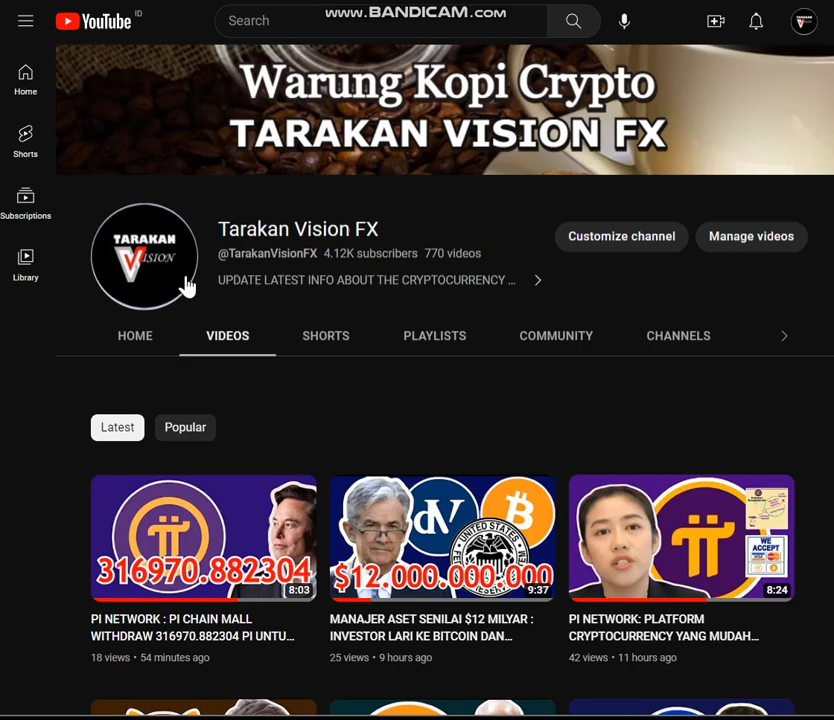 www.BANDICAM.com
YouTube ID
Search
Home
Shorts
Subscriptions
Library
Warung Kopi Crypto
TARAKAN VISION FX
TARAKAN
VISION
Tarakan Vision FX
@TarakanVisionFX 4.12K subscribers 770 videos
UPDATE LATEST INFO ABOUT THE CRYPTOCURRENCY ...
Customize channel
Manage videos
HOME VIDEOS SHORTS PLAYLISTS COMMUNITY CHANNELS
Latest Popular
316970.882304
8:03
PI NETWORK : PI CHAIN MALL
WITHDRAW 316970.882304 PI UNTU...
18 views • 54 minutes ago
UNITED STATES
$12.000.000.000
9:37
MANAJER ASET SENILAI $12 MILYAR :
INVESTOR LARI KE BITCOIN DAN...
25 views • 9 hours ago
WE
ACCEPT
8:24
PI NETWORK: PLATFORM
CRYPTOCURRENCY YANG MUDAH...
42 views • 11 hours ago